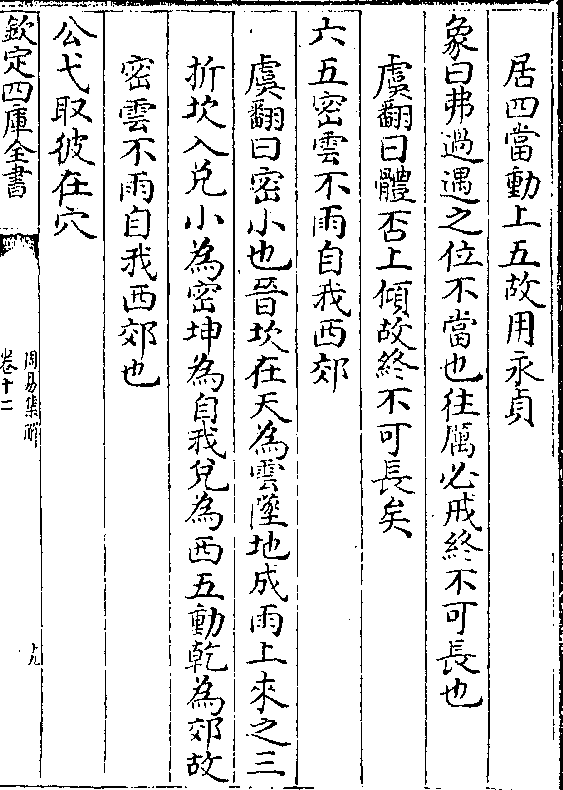 居四當動上五故用永貞
象曰弗過遇之位不當也往厲必戒終不可長也
虞翻曰體否上傾故終不可長矣
六五密雲不雨自我西郊
虞翻曰密小也晉坎在天為雲墜地成雨上來之三
折坎入兌小為密坤為自我兌為西五動乾為郊故
密雲不雨自我西郊也
公弋取彼在穴
欽定四庫全書
周易集解
卷十二
十九